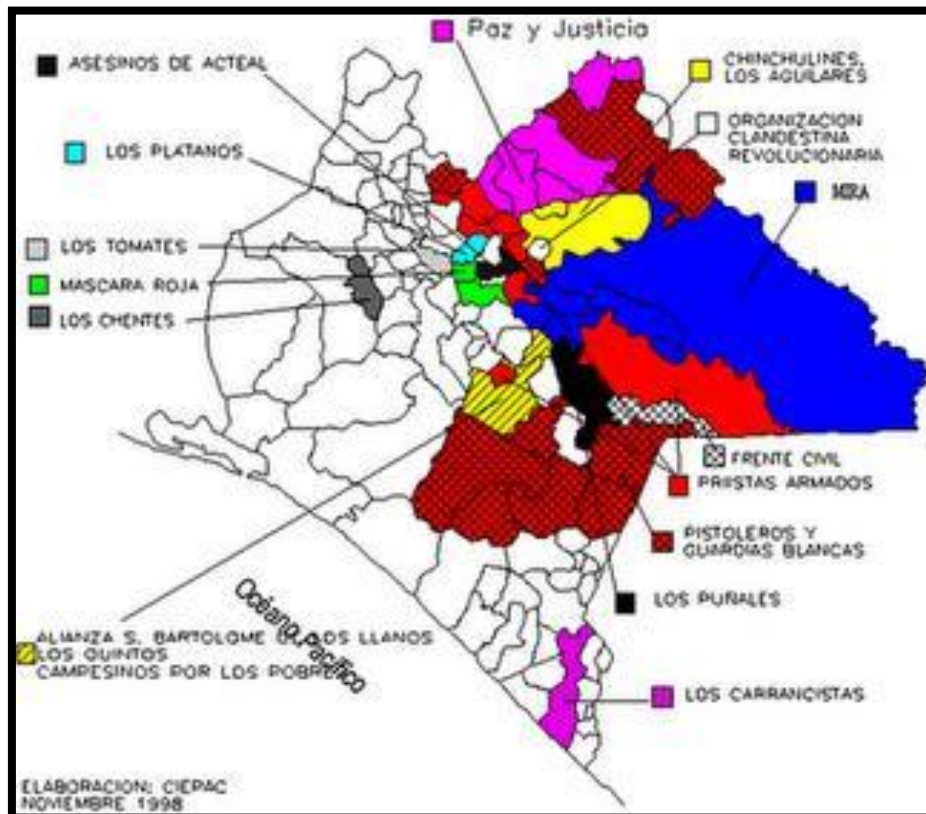 Paz y Justicia
ASESINOS DE ACTEAL
CHINCHULINES,
LOS AGUILARES
ORGANIZACION
CLANDESTINA
REVOLUCIONARIA
LOS PLATANOS
MIRA
LOS TOMATES
MASCARA ROJA
LOS CHENTES
FRENTE CIVIL
PRIISTAS ARMADOS
PISTOLEROS Y
GUARDIAS BLANCAS
LOS PUÑALES
Océano Pacífico
ALIANZA S. BARTOLOME DE LOS LLANOS
LOS QUINTOS
CAMPESINOS POR LOS POBRES
LOS CARRANCISTAS
ELABORACION: CIEPAC
NOVIEMBRE 1998